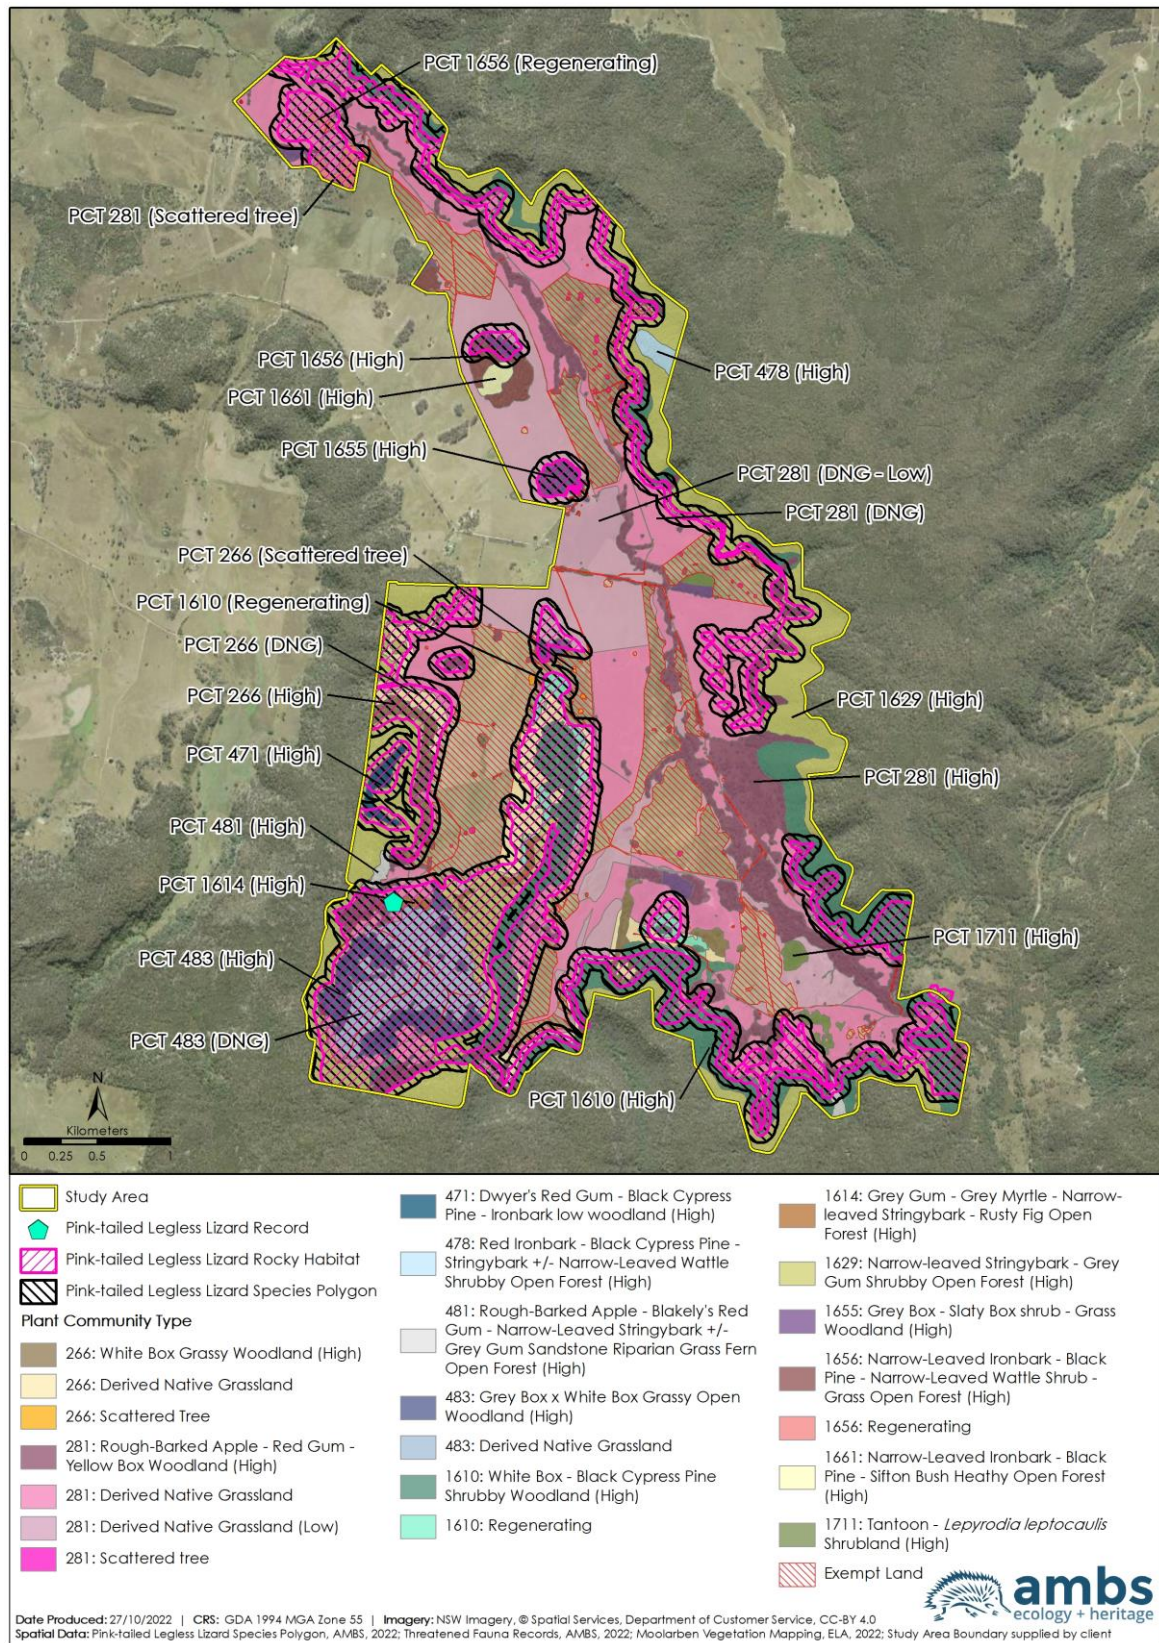 PCT 1656 (Regenerating)
PCT 281 (Scattered tree)
PCT 1656 (High)
PCT 478 (High)
PCT 1661 (High)
PCT 1655 (High)
PCT 281 (DNG - Low)
PCT 281 (DNG)
PCT 266 (Scattered tree)
PCT 1610 (Regenerating)
PCT 266 (DNG)
PCT 266 (High)
PCT 1629 (High)
PCT 471 (High)
PCT 281 (High)
PCT 481 (High)
PCT 1614 (High)
PCT 1711 (High)
PCT 483 (High)
PCT 483 (DNG)
PCT 1610 (High)
N
Kilometers
0 0.25 0.5 1
Study Area
Pink-tailed Legless Lizard Record
Pink-tailed Legless Lizard Rocky Habitat
Pink-tailed Legless Lizard Species Polygon
Plant Community Type
266: White Box Grassy Woodland (High)
266: Derived Native Grassland
266: Scattered Tree
281: Rough-Barked Apple - Red Gum -
Yellow Box Woodland (High)
281: Derived Native Grassland
281: Derived Native Grassland (Low)
281: Scattered tree
471: Dwyer's Red Gum - Black Cypress
Pine - Ironbark low woodland (High)
478: Red Ironbark - Black Cypress Pine -
Stringybark +/- Narrow-Leaved Wattle
Shrubby Open Forest (High)
481: Rough-Barked Apple - Blakely's Red
Gum - Narrow-Leaved Stringybark +/-
Grey Gum Sandstone Riparian Grass Fern
Open Forest (High)
483: Grey Box x White Box Grassy Open
Woodland (High)
483: Derived Native Grassland
1610: White Box - Black Cypress Pine
Shrubby Woodland (High)
1610: Regenerating
1614: Grey Gum - Grey Myrtle - Narrow-
leaved Stringybark - Rusty Fig Open
Forest (High)
1629: Narrow-leaved Stringybark - Grey
Gum Shrubby Open Forest (High)
1655: Grey Box - Slaty Box shrub - Grass
Woodland (High)
1656: Narrow-Leaved Ironbark - Black
Pine - Narrow-Leaved Wattle Shrub -
Grass Open Forest (High)
1656: Regenerating
1661: Narrow-Leaved Ironbark - Black
Pine - Sifton Bush Heathy Open Forest
(High)
1711: Tantoon - Lepyrodia leptocaulis
Shrubland (High)
Exempt Land
ambs
ecology + heritage
Date Produced: 27/10/2022 | CRS: GDA 1994 MGA Zone 55 | Imagery: NSW Imagery, © Spatial Services, Department of Customer Service, CC-BY 4.0
Spatial Data: Pink-tailed Legless Lizard Species Polygon, AMBS, 2022; Threatened Fauna Records, AMBS, 2022; Moolarben Vegetation Mapping, ELA, 2022; Study Area Boundary supplied by client